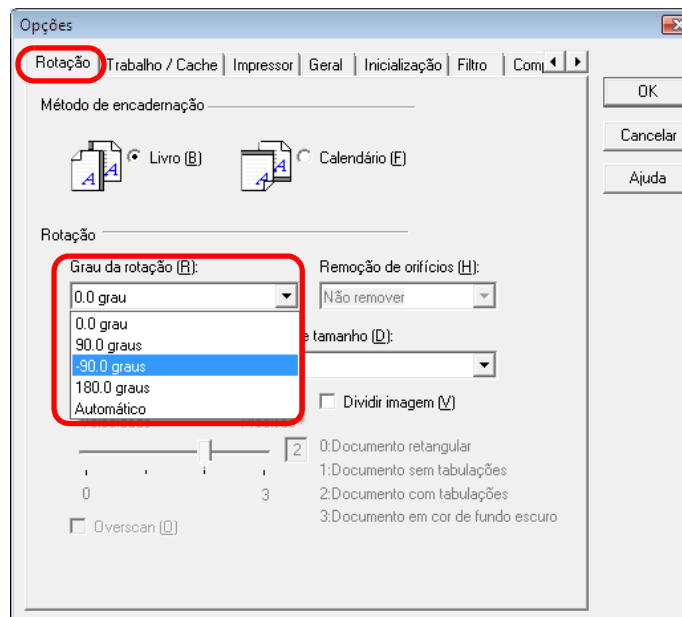 Opções
Rotação Trabalho / Cache Impressor Geral Inicialização Filtro
OK
Cancelar
Ajuda
Método de encadernação
Livro (B)
Calendário (F)
Rotação
Grau da rotação (R):
Remoção de orifícios (H):
0.0 grau
Não remover
0.0 grau
90.0 graus
-90.0 graus
180.0 graus
Automático
e tamanho (D):
Dividir imagem (V)
2
0:Documento retangular
1:Documento sem tabulações
2:Documento com tabulações
3:Documento em cor de fundo escuro
0 3
Overscan (O)